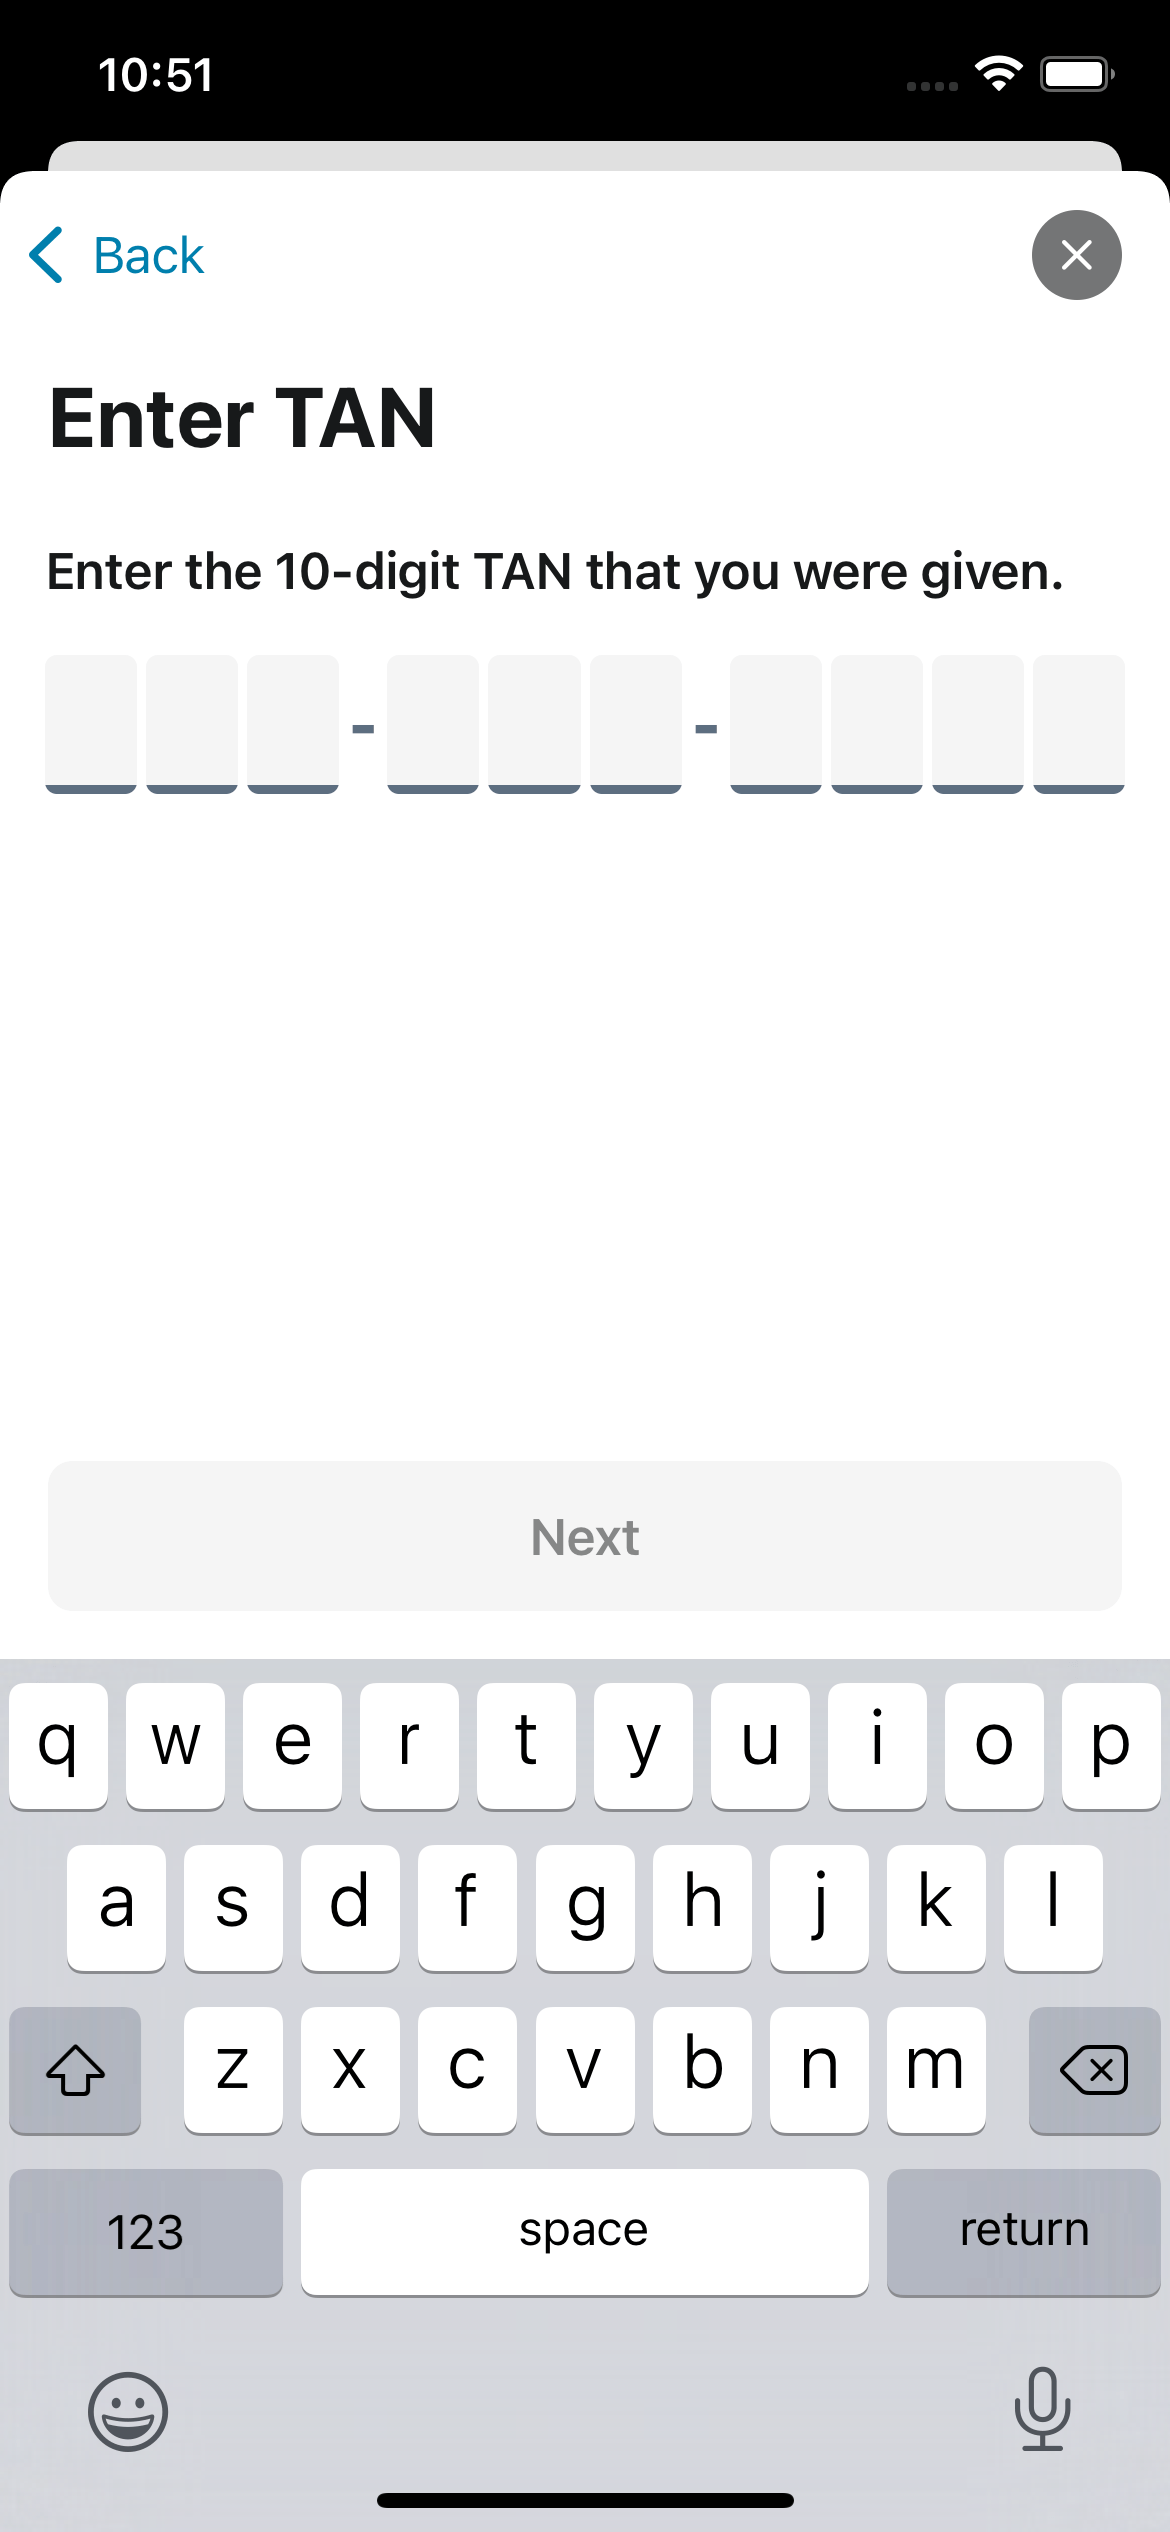 10:51
Back
Enter TAN
Enter the 10-digit TAN that you were given.
- -
Next
q w e r t y u i o p
a s d f g h j k l
z x c v b n m
123 space return